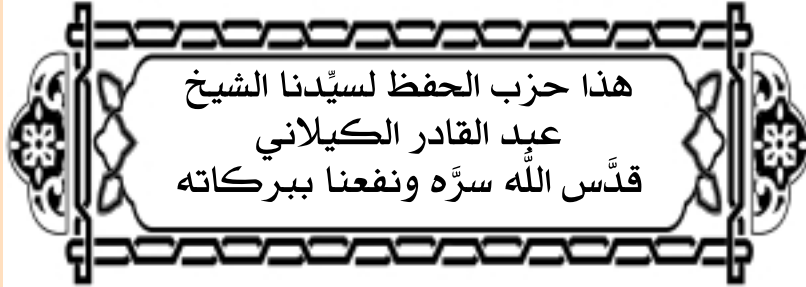 هذا حزب الحفظ لسيِّدنا الشيخ
عبد القادر الكيلاني
قدَّس اللَّه سرَّه ونفعنا ببركاته